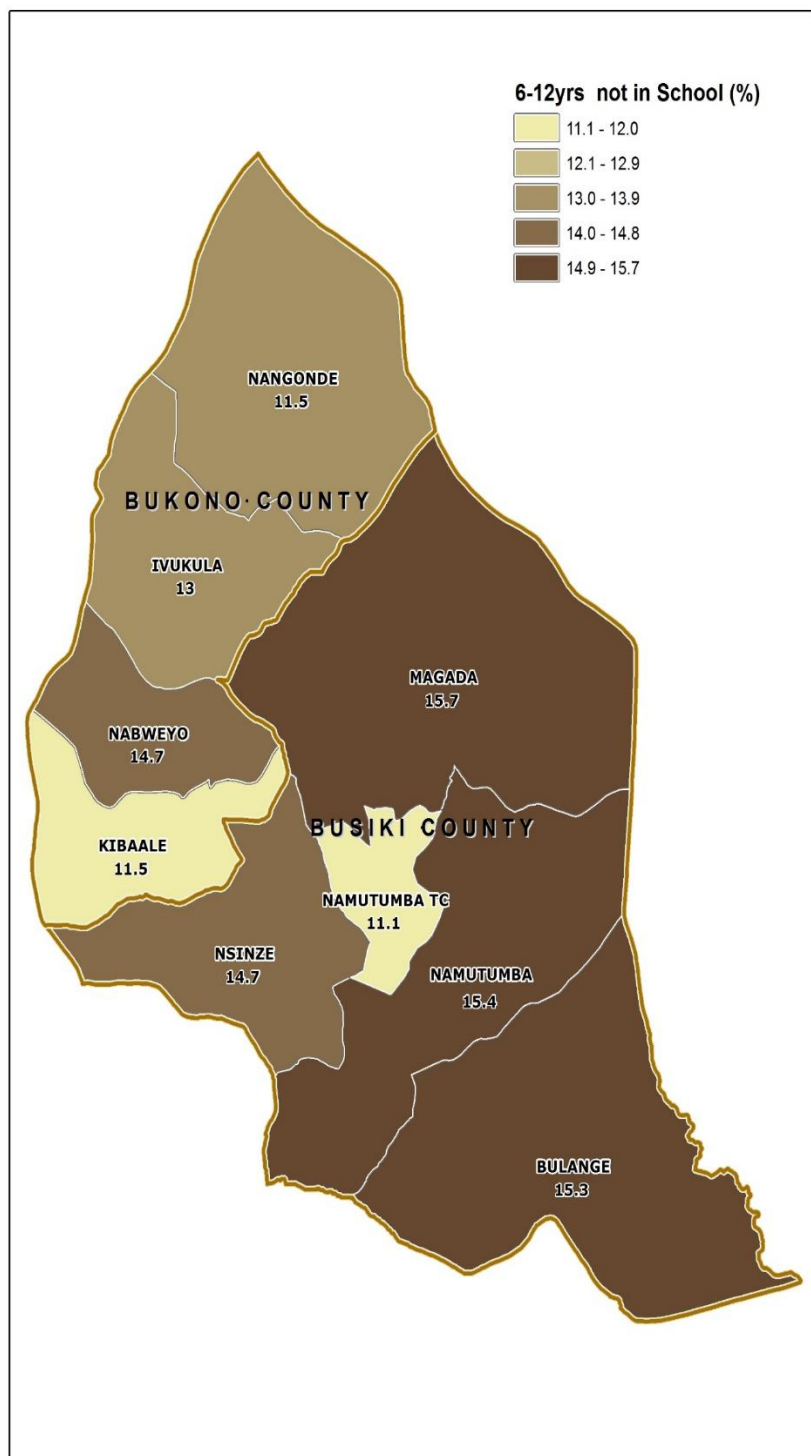 6-12yrs not in School (%)
11.1 - 12.0
12.1 - 12.9
13.0 - 13.9
14.0 - 14.8
14.9 - 15.7
NANGONDE
11.5
BUKONO COUNTY
IVUKULA
13
MAGADA
15.7
NABWEYO
14.7
BUSIKI COUNTY
KIBAALE
11.5
NAMUTUMBA TC
11.1
NSINZE
14.7
NAMUTUMBA
15.4
BULANGE
15.3